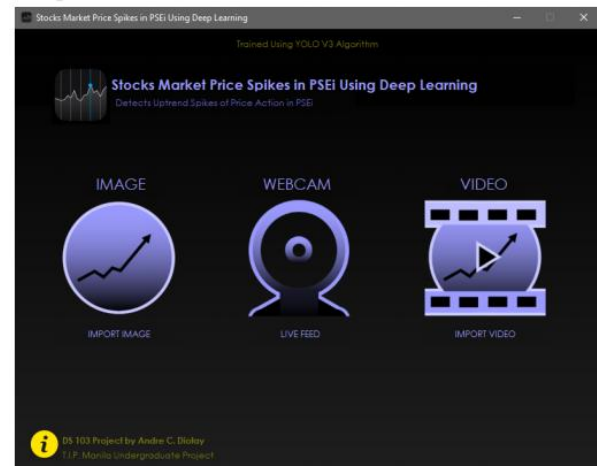 Stocks Market Price Spikes in PSEi Using Deep Learning
Trained Using YOLO V3 Algorithm
Stocks Market Price Spikes in PSEi Using Deep Learning
Detects Uptrend Spikes of Price Action in PSEi
IMAGE
WEBCAM
VIDEO
IMPORT IMAGE
LIVE FEED
IMPORT VIDEO
i
DS 103 Project by Andre C. Diolay
T.I.P. Manila Undergraduate Project